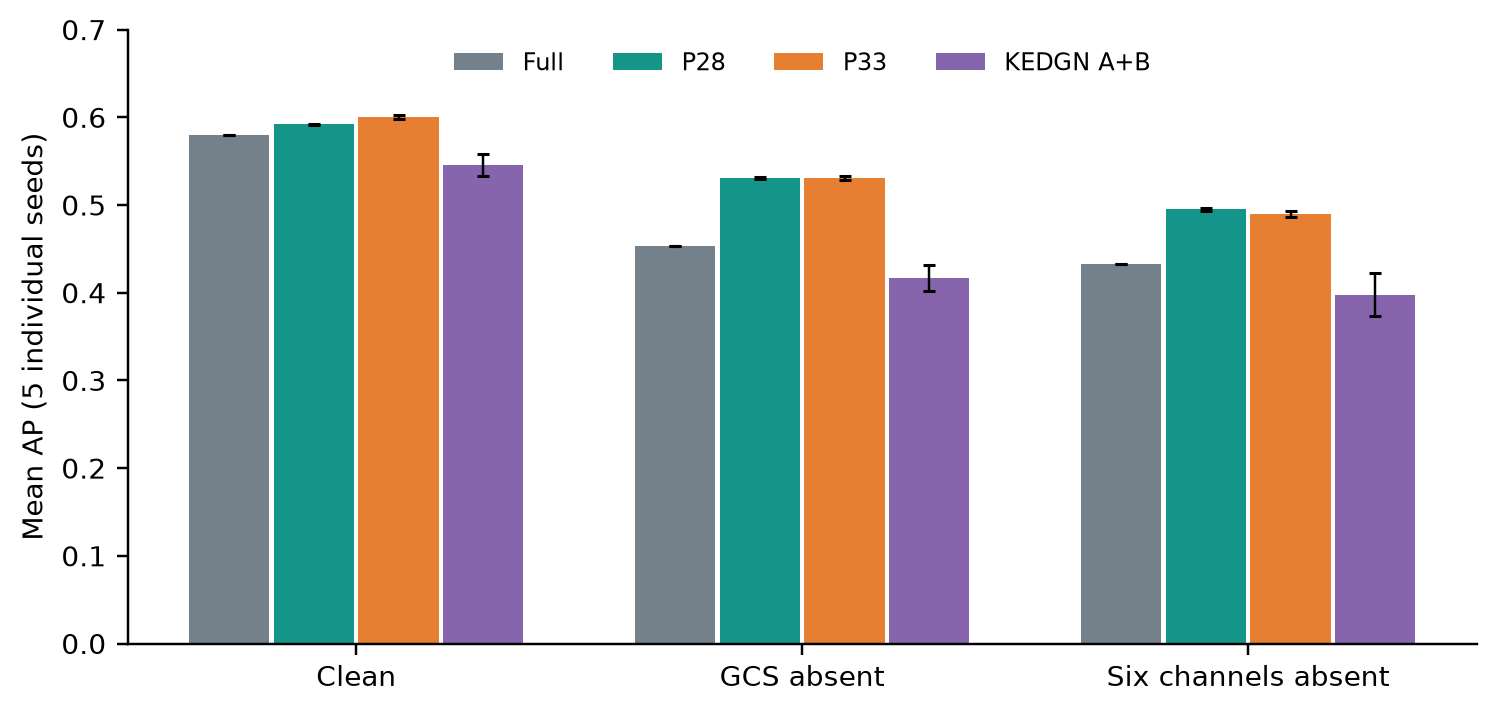 Full P28 P33 KEDGN A+B
Mean AP (5 individual seeds)
0.7
0.6
0.5
0.4
0.3
0.2
0.1
0.0
Clean GCS absent Six channels absent